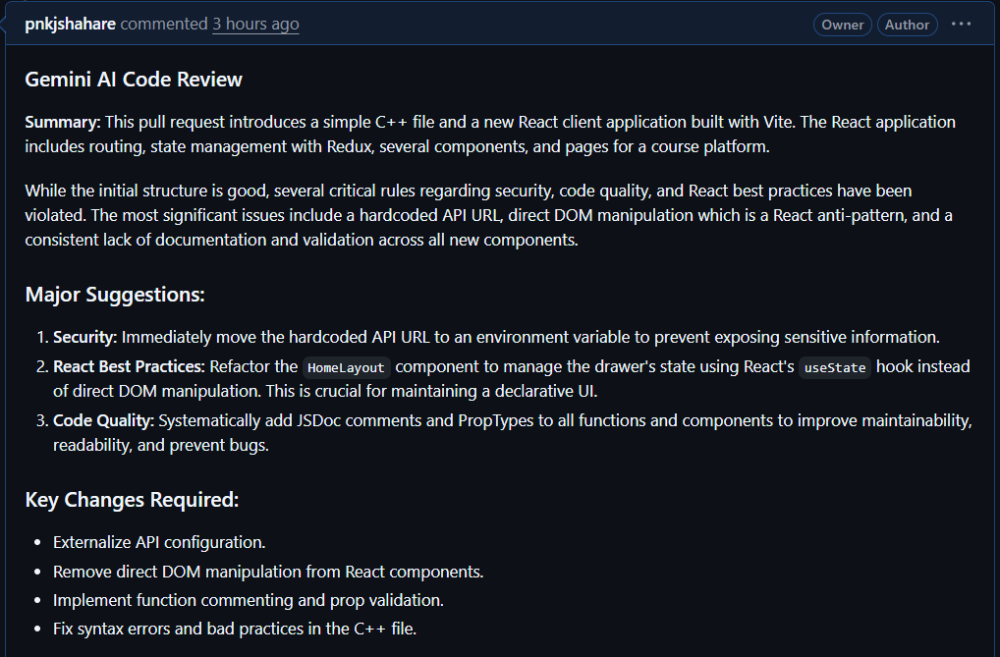 pnkjshahare commented 3 hours ago Owner Author ...
Gemini AI Code Review
Summary: This pull request introduces a simple C++ file and a new React client application built with Vite. The React application
includes routing, state management with Redux, several components, and pages for a course platform.
While the initial structure is good, several critical rules regarding security, code quality, and React best practices have been
violated. The most significant issues include a hardcoded API URL, direct DOM manipulation which is a React anti-pattern, and a
consistent lack of documentation and validation across all new components.
Major Suggestions:
1. Security: Immediately move the hardcoded API URL to an environment variable to prevent exposing sensitive information.
2. React Best Practices: Refactor the HomeLayout component to manage the drawer's state using React's useState hook instead
of direct DOM manipulation. This is crucial for maintaining a declarative UI.
3. Code Quality: Systematically add JSDoc comments and PropTypes to all functions and components to improve maintainability,
readability, and prevent bugs.
Key Changes Required:
• Externalize API configuration.
• Remove direct DOM manipulation from React components.
• Implement function commenting and prop validation.
• Fix syntax errors and bad practices in the C++ file.